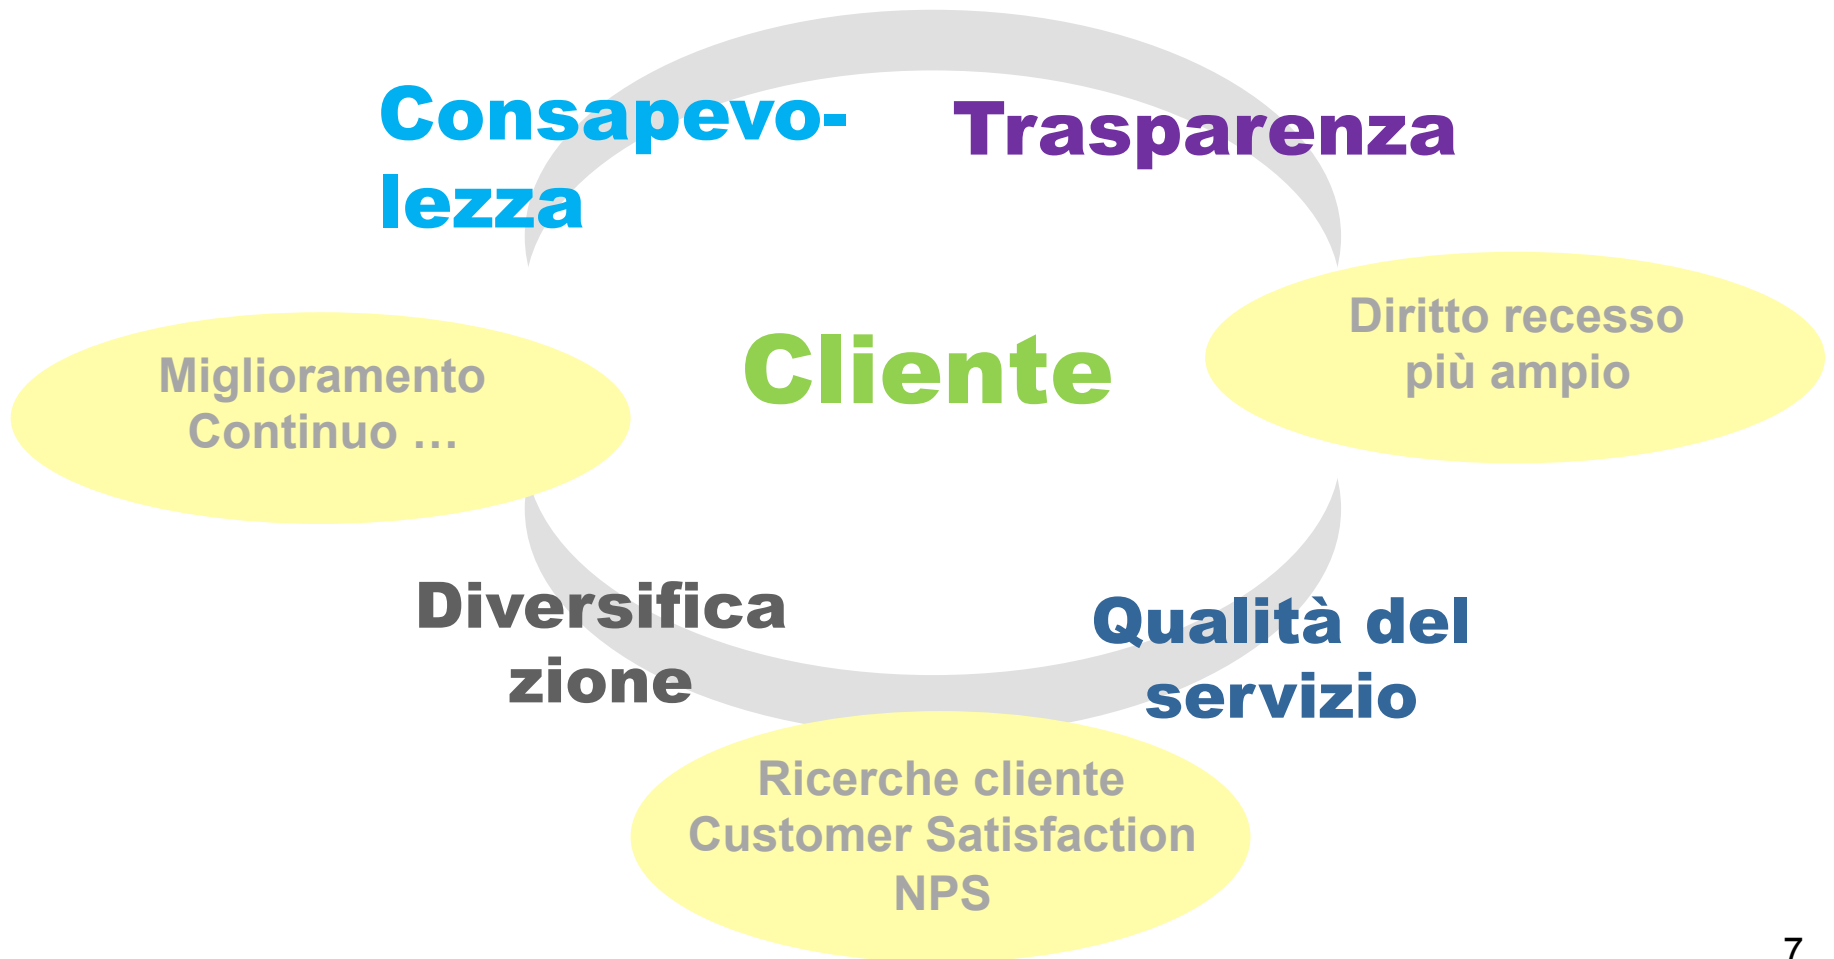 Consapevo-
lezza
Trasparenza
Diritto recesso
più ampio
Cliente
Miglioramento
Continuo …
Diversifica
zione
Qualità del
servizio
Ricerche cliente
Customer Satisfaction
NPS
7